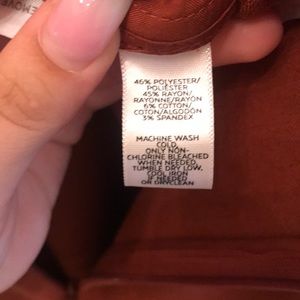 REMOVE
46% POLYESTER/
POLIESTER
45% RAYON/
RAYONNE/RAYON
6% COTTON/
COTON/ALGODON
3% SPANDEX
MACHINE WASH
COLD,
ONLY NON-
CHLORINE BLEACHED
WHEN NEEDED,
TUMBLE DRY LOW,
COOL IRON
IF NEEDED
OR DRYCLEAN